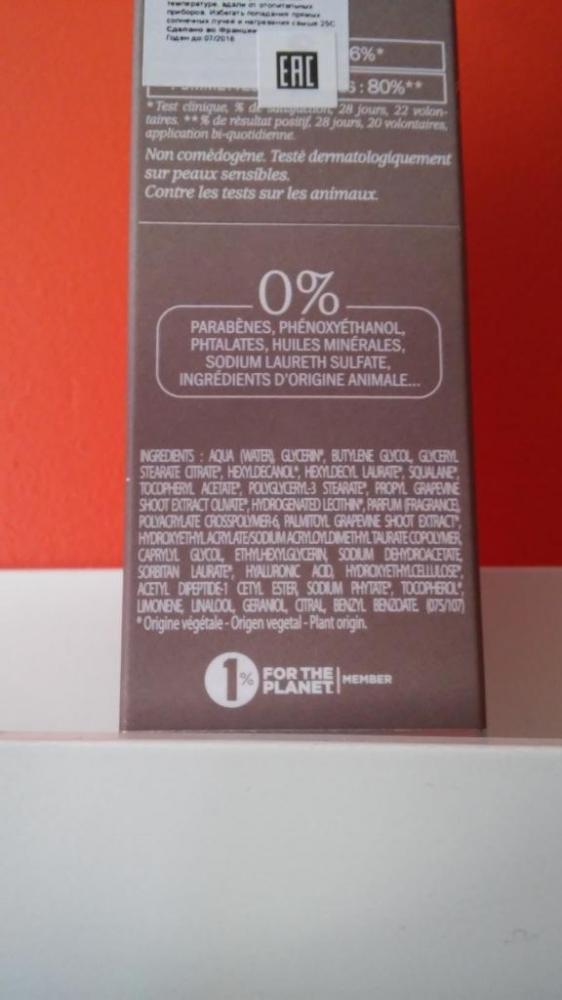 температуре, вдали от отопительных
приборов. Избегать попадания прямых
солнечных лучей и нагревания свыше 25С
Сделано во Франции
Годен до 07/2016
EAC
6%*
S : 80%**
* Test clinique, % de satisfaction, 28 jours, 22 volon-
taires. ** % de résultat positif, 28 jours, 20 volontaires,
application bi-quotidienne.
Non comédogène. Testé dermatologiquement
sur peaux sensibles.
Contre les tests sur les animaux.
0%
PARABÈNES, PHÉNOXYÉTHANOL,
PHTALATES, HUILES MINÉRALES,
SODIUM LAURETH SULFATE,
INGRÉDIENTS D'ORIGINE ANIMALE...
INGREDIENTS : AQUA (WATER), GLYCERIN*, BUTYLENE GLYCOL, GLYCERYL
STEARATE CITRATE*, HEXYLDECANOL*, HEXYLDECYL LAURATE*, SQUALANE*,
TOCOPHERYL ACETATE*, POLYGLYCERYL-3 STEARATE*, PROPYL GRAPEVINE
SHOOT EXTRACT OLIVATE*, HYDROGENATED LECITHIN*, PARFUM (FRAGRANCE),
POLYACRYLATE CROSSPOLYMER-6, PALMITOYL GRAPEVINE SHOOT EXTRACT*,
HYDROXYETHYL ACRYLATE/SODIUM ACRYLOYLDIMETHYL TAURATE COPOLYMER,
CAPRYLYL GLYCOL, ETHYLHEXYLGLYCERIN, SODIUM DEHYDROACETATE,
SORBITAN LAURATE*, HYALURONIC ACID, HYDROXYETHYLCELLULOSE*,
ACETYL DIPEPTIDE-1 CETYL ESTER, SODIUM PHYTATE*, TOCOPHEROL*,
LIMONENE, LINALOOL, GERANIOL, CITRAL, BENZYL BENZOATE. (075/107)
* Origine végétale - Origen vegetal - Plant origin.
1% FOR THE PLANET | MEMBER